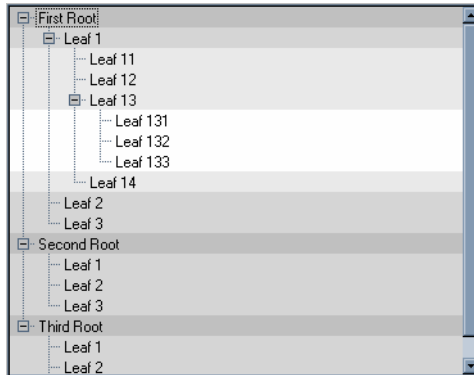 First Root
Leaf 1
Leaf 11
Leaf 12
Leaf 13
Leaf 131
Leaf 132
Leaf 133
Leaf 14
Leaf 2
Leaf 3
Second Root
Leaf 1
Leaf 2
Leaf 3
Third Root
Leaf 1
Leaf 2